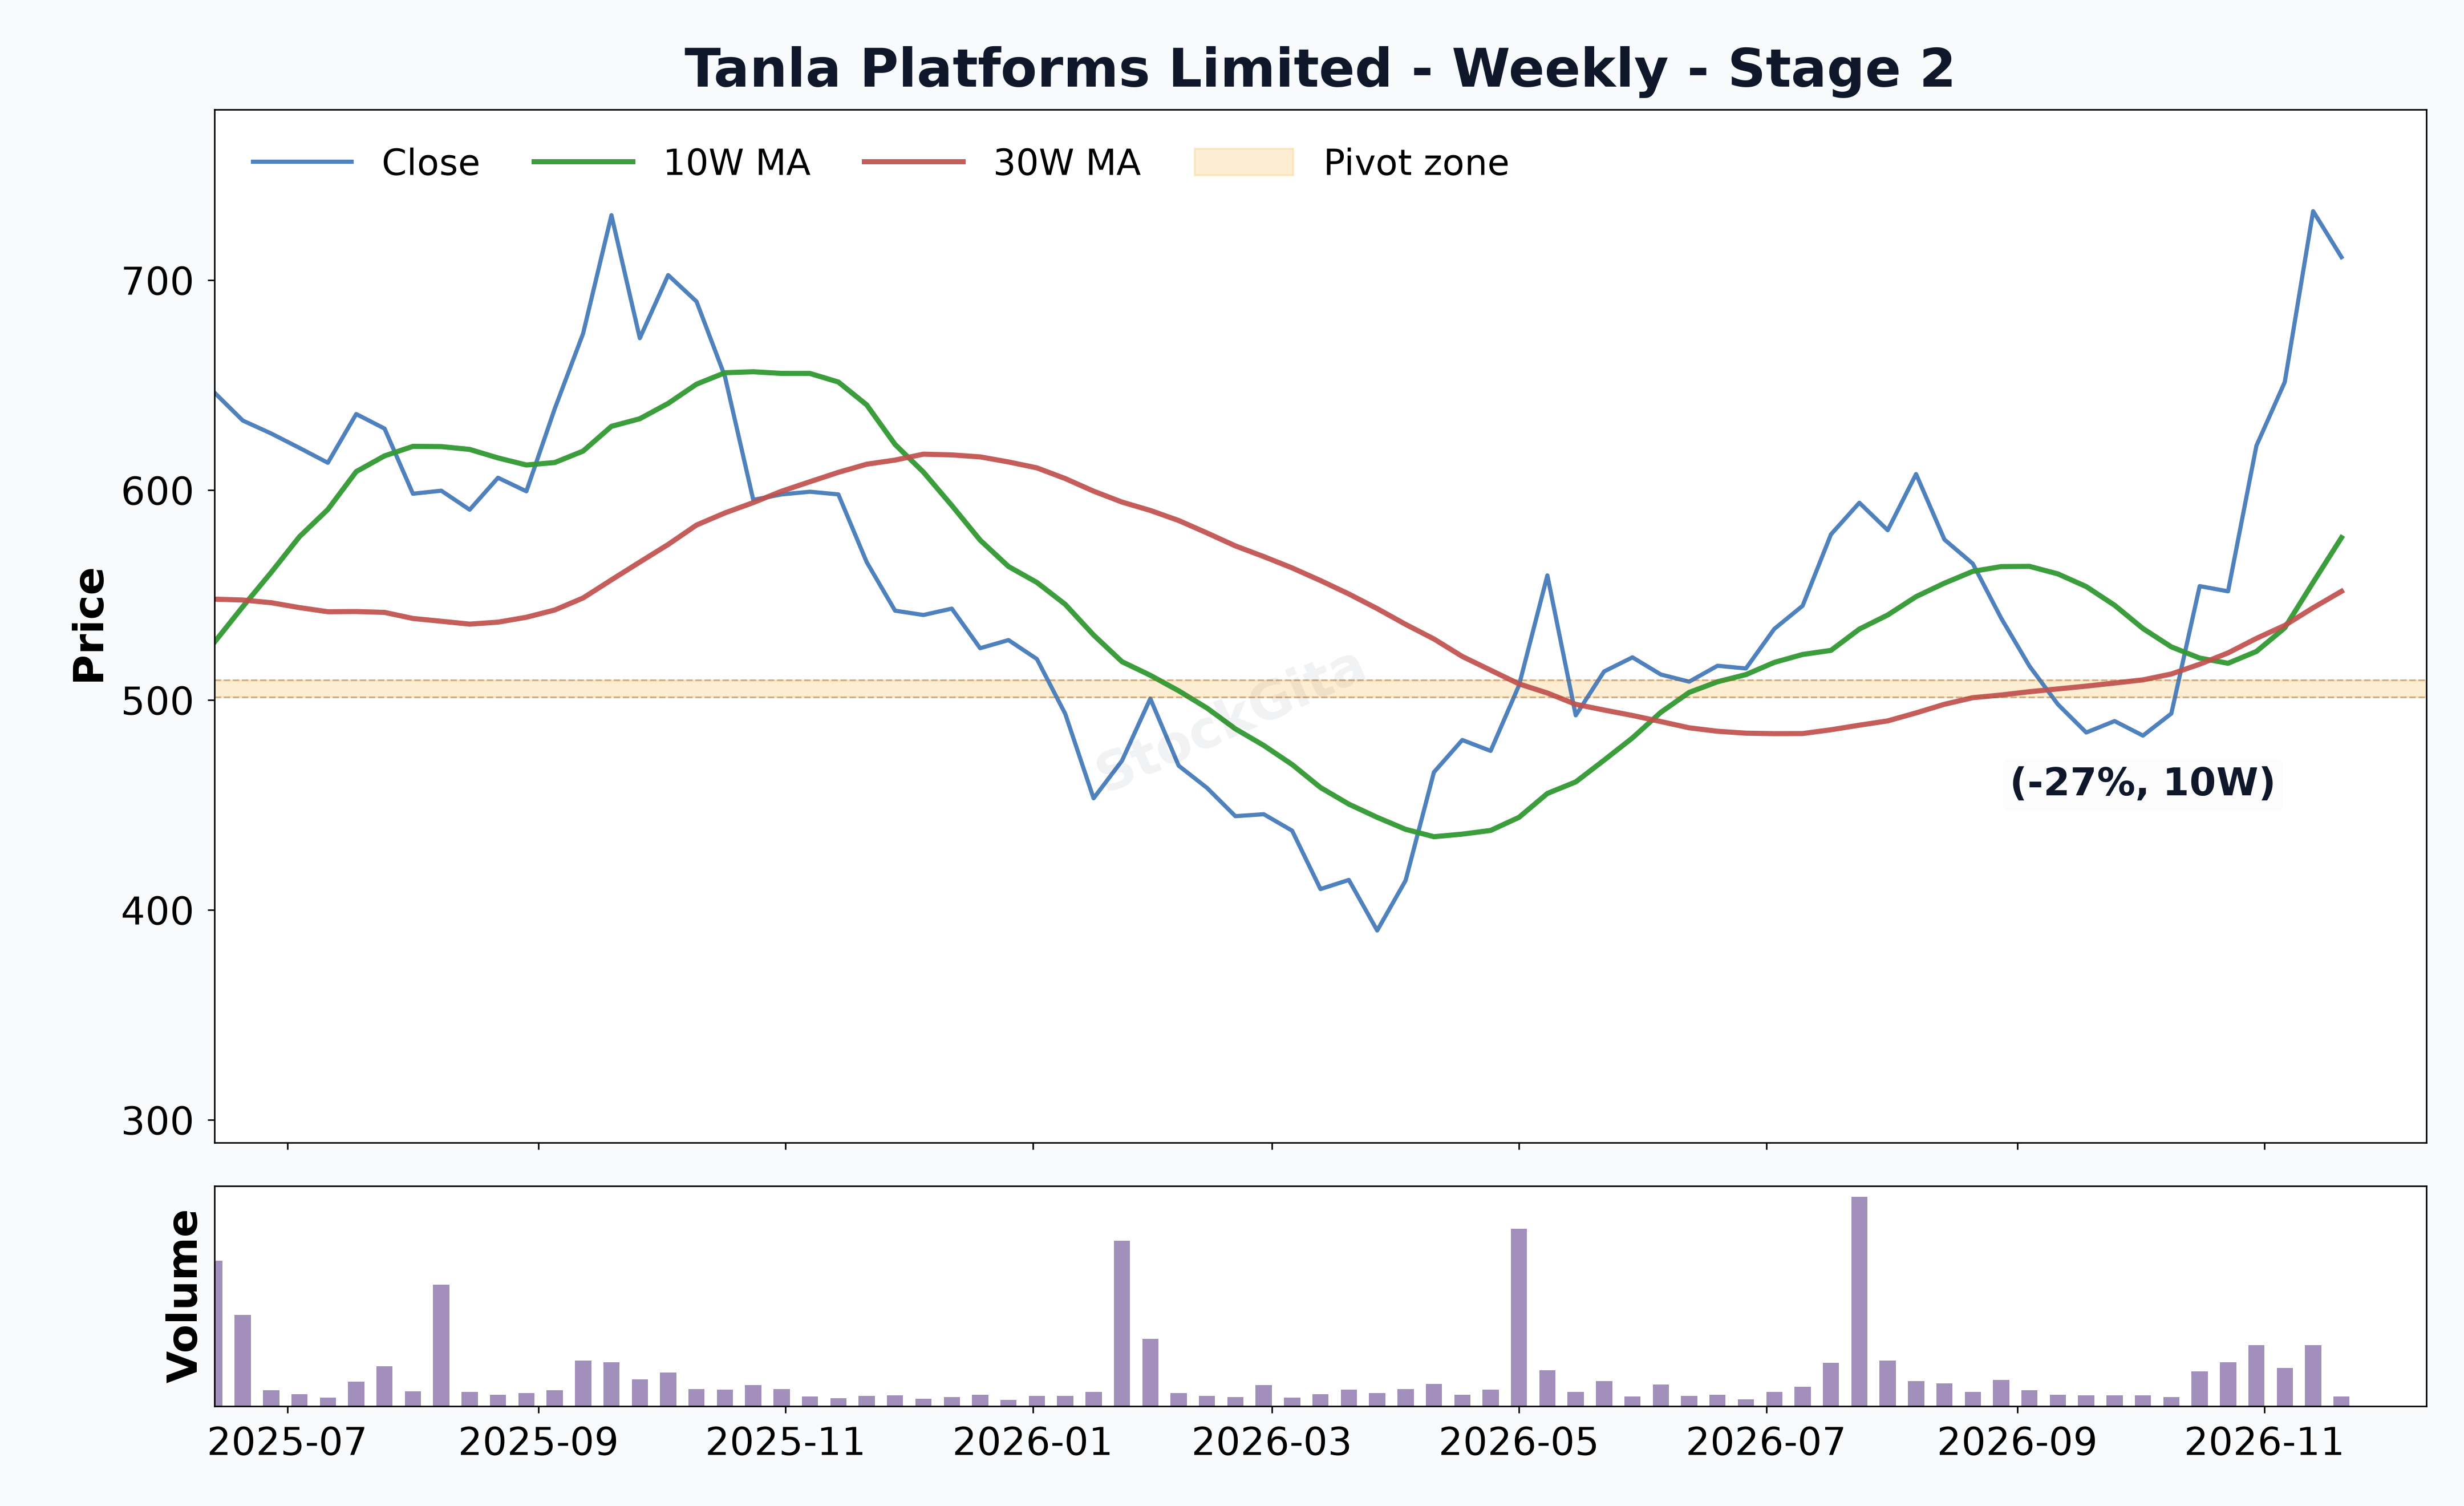 Tanla Platforms Limited - Weekly - Stage 2
Close 10W MA 30W MA Pivot zone
Price
700
600
500
400
300
StockGita
(-27%, 10W)
Volume
2025-07 2025-09 2025-11 2026-01 2026-03 2026-05 2026-07 2026-09 2026-11